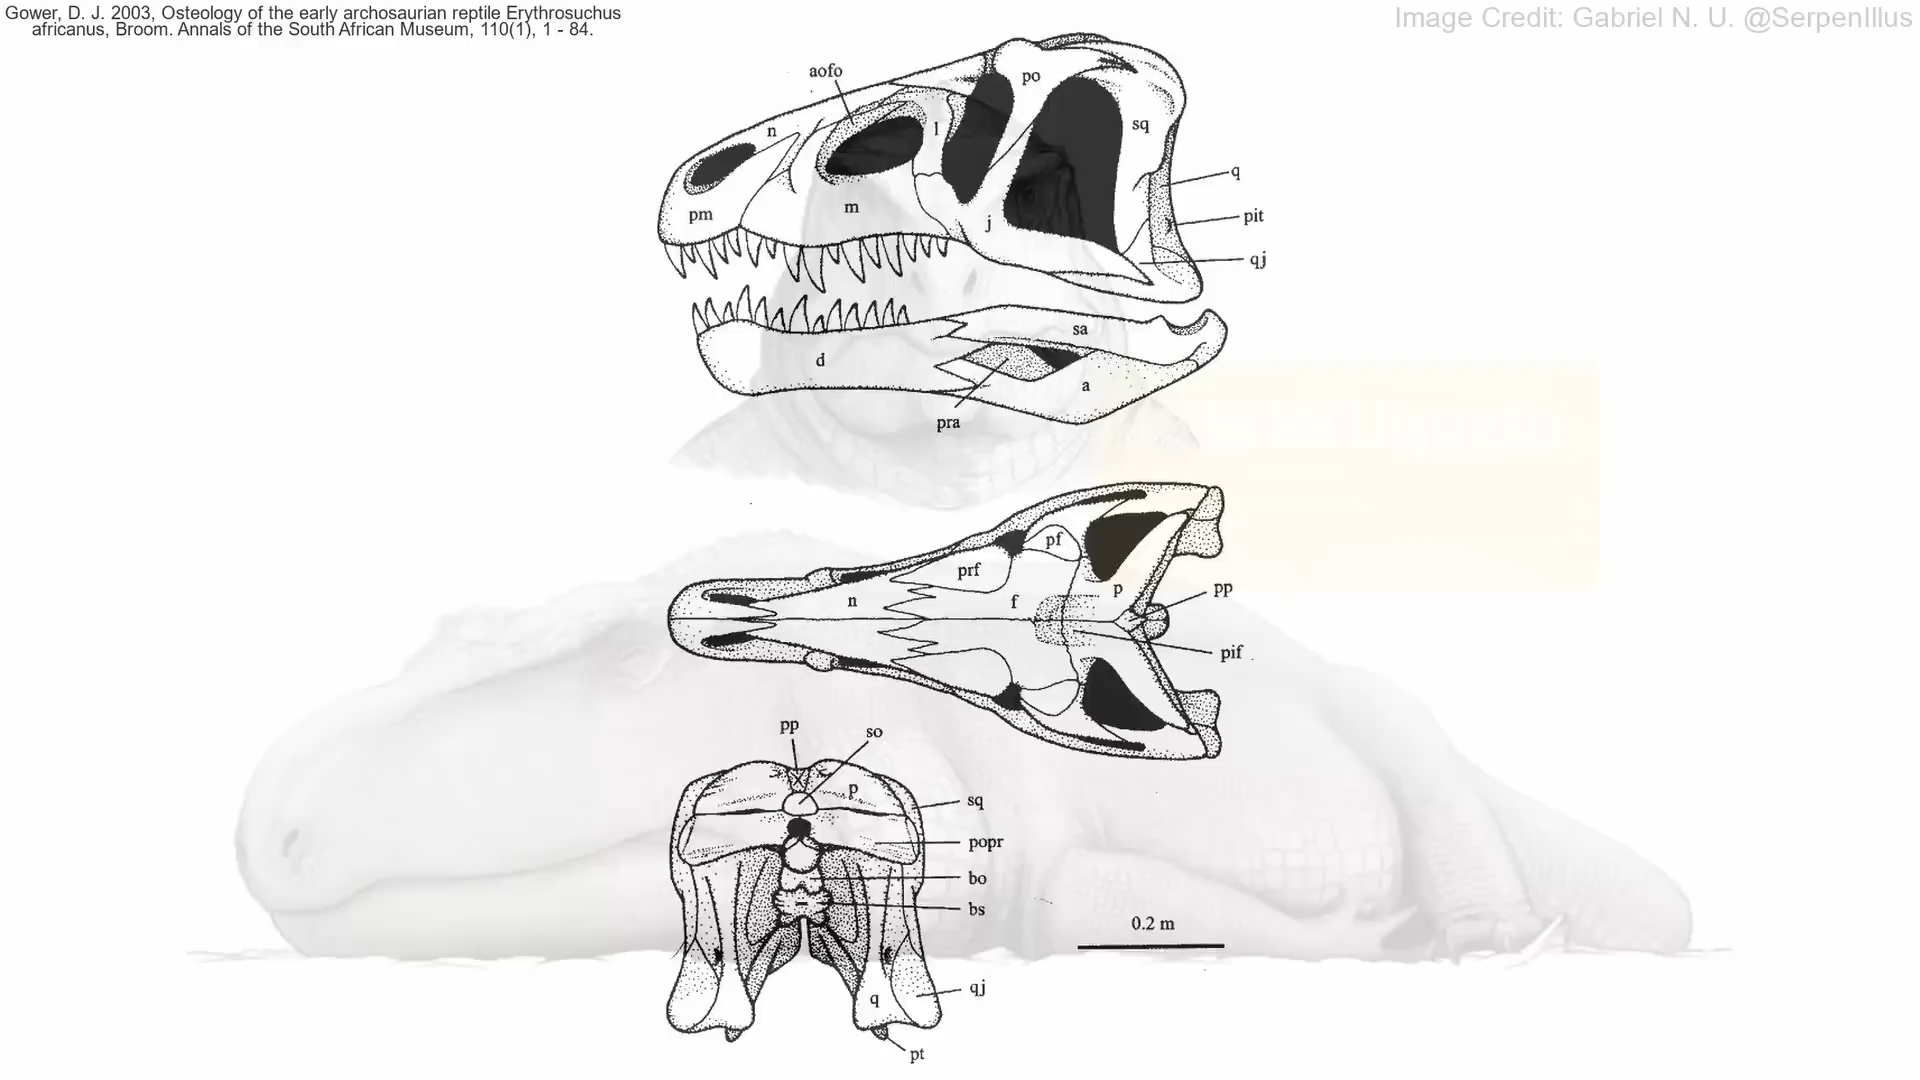 Gower, D. J. 2003, Osteology of the early archosaurian reptile Erythrosuchus
africanus, Broom. Annals of the South African Museum, 110(1), 1 - 84.
Image Credit: Gabriel N. U. @SerpenIllus
aofo
po
n
l
sq
q
pm
m
j
pit
qj
sa
d
a
pra
pf
prf
p
pp
n
f
pif
pp
so
p
sq
popr
bo
bs
0.2 m
q
qj
pt